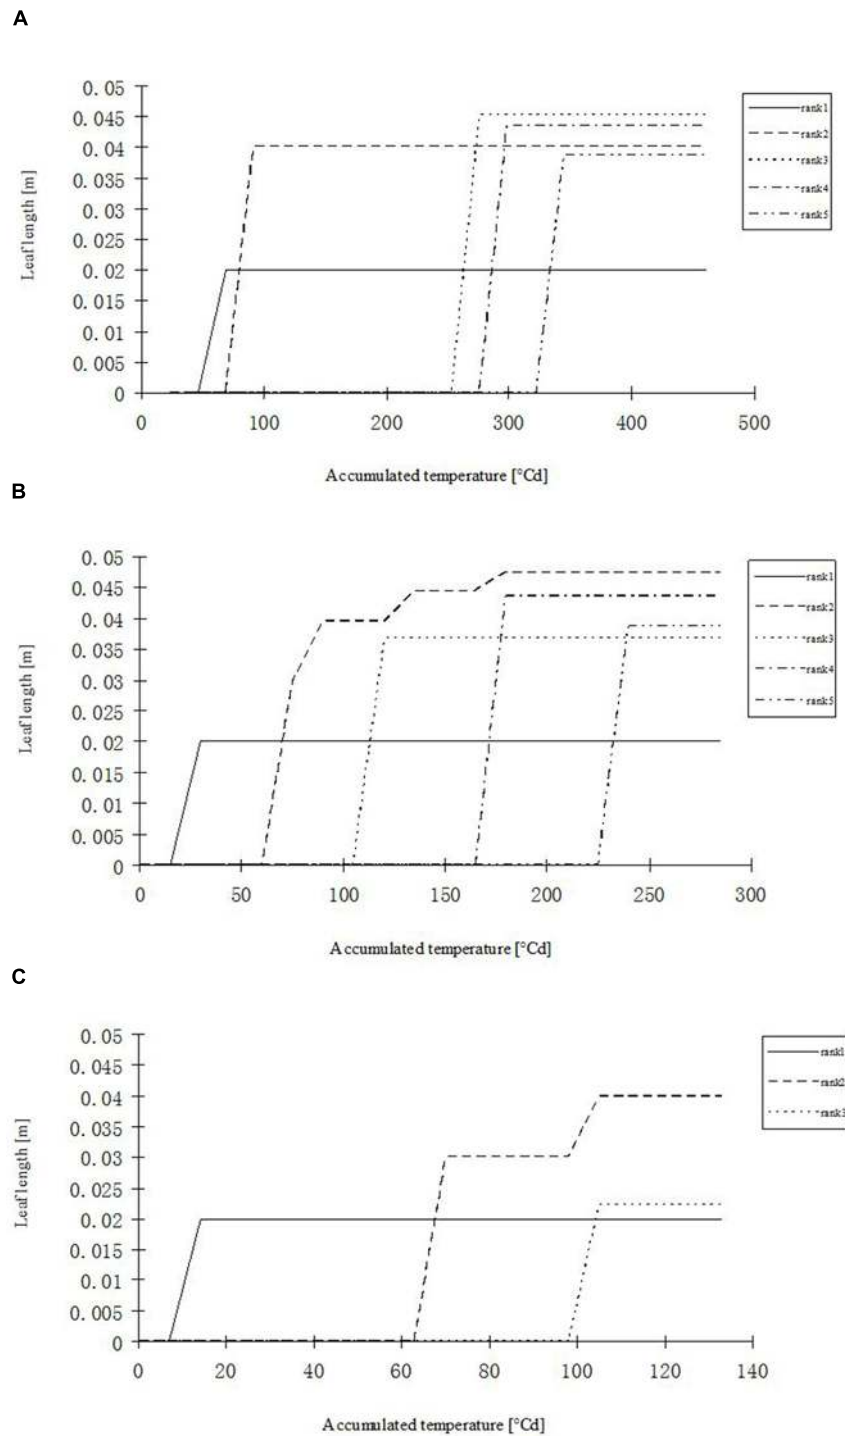 A
0.05
0.045
0.04
0.035
0.03
0.025
0.02
0.015
0.01
0.005
0
Leaf length [m]
0 100 200 300 400 500
Accumulated temperature [°Cd]
rank1
rank2
rank3
rank4
rank5
B
0.05
0.045
0.04
0.035
0.03
0.025
0.02
0.015
0.01
0.005
0
Leaf length [m]
0 50 100 150 200 250 300
Accumulated temperature [°Cd]
rank1
rank2
rank3
rank4
rank5
C
0.05
0.045
0.04
0.035
0.03
0.025
0.02
0.015
0.01
0.005
0
Leaf length [m]
0 20 40 60 80 100 120 140
Accumulated temperature [°Cd]
rank1
rank2
rank3